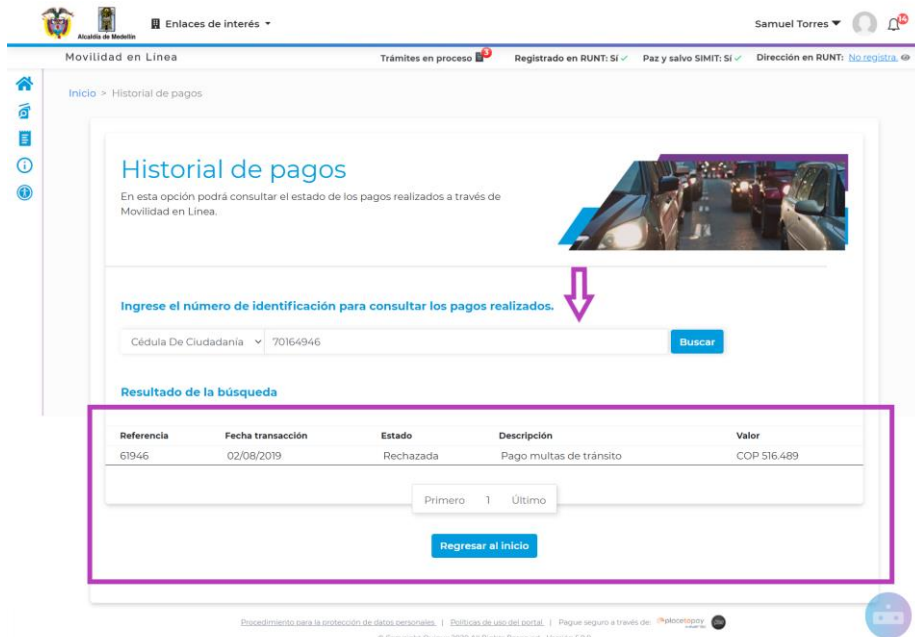 Alcaldía de Medellín
Enlaces de interés
Samuel Torres
14
Movilidad en Línea
Trámites en proceso 3 Registrado en RUNT: Sí ✓ Paz y salvo SIMIT: Sí ✓ Dirección en RUNT: No registra.
Inicio > Historial de pagos
Historial de pagos
En esta opción podrá consultar el estado de los pagos realizados a través de
Movilidad en Línea.
Ingrese el número de identificación para consultar los pagos realizados.
Cédula De Ciudadanía 70164946 Buscar
Resultado de la búsqueda
Referencia Fecha transacción Estado Descripción Valor
61946 02/08/2019 Rechazada Pago multas de tránsito COP 516.489
Primero 1 Último
Regresar al inicio
Procedimiento para la protección de datos personales. | Políticas de uso del portal. | Pague seguro a través de: placetopay